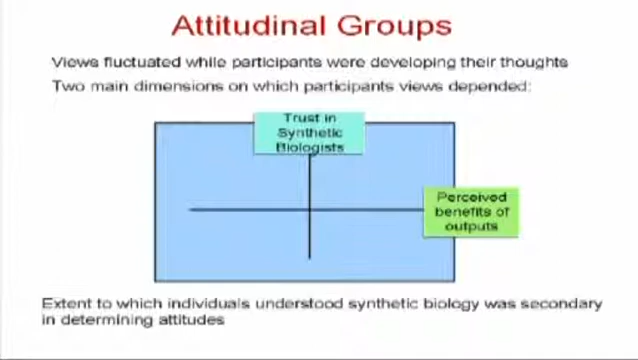 Attitudinal Groups
Views fluctuated while participants were developing their thoughts
Two main dimensions on which participants views depended:
Trust in
Synthetic
Biologists
Perceived
benefits of
outputs
Extent to which individuals understood synthetic biology was secondary
in determining attitudes